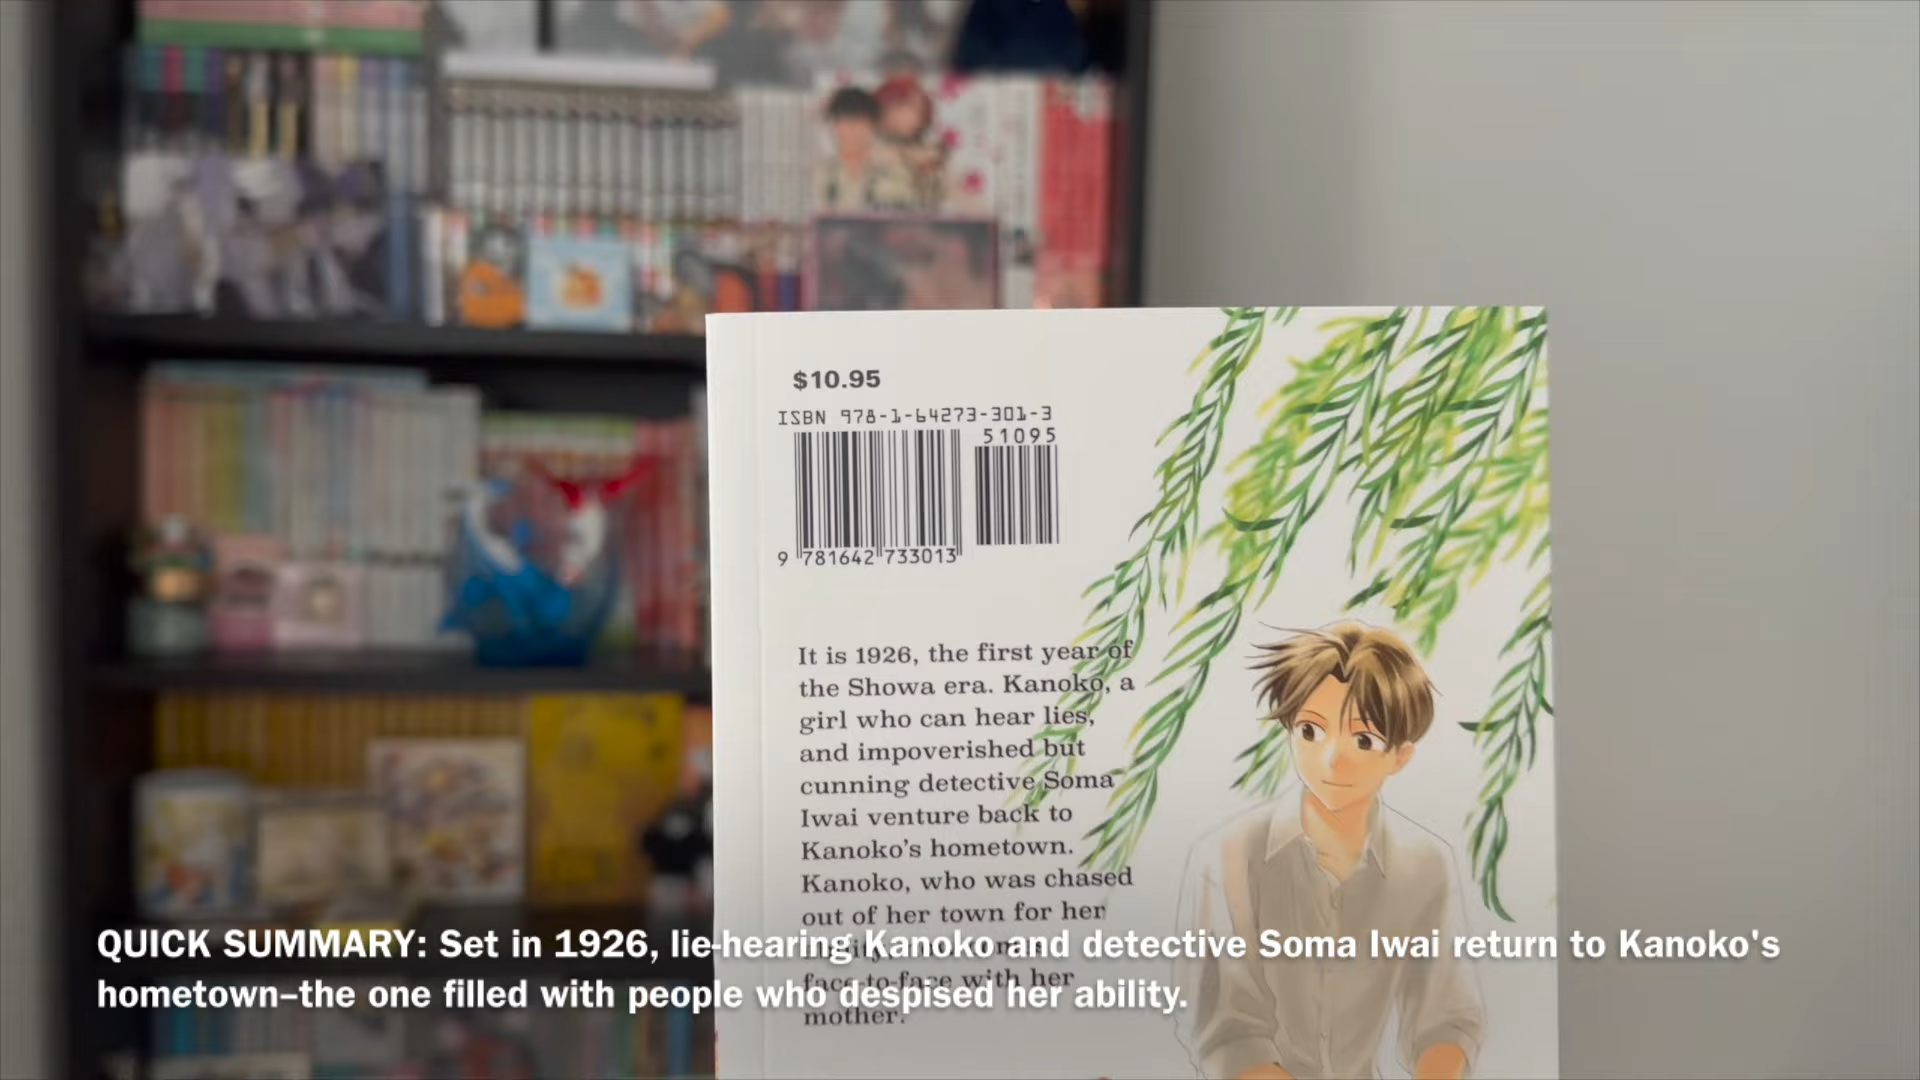 $10.95
ISBN 978-1-64273-301-3
51095
9 781642 733013
It is 1926, the first year of
the Showa era. Kanoko, a
girl who can hear lies,
and impoverished but
cunning detective Soma
Iwai venture back to
Kanoko’s hometown.
Kanoko, who was chased
out of her town for her
face-to-face with her
mother.
QUICK SUMMARY: Set in 1926, lie-hearing Kanoko and detective Soma Iwai return to Kanoko's
hometown–the one filled with people who despised her ability.